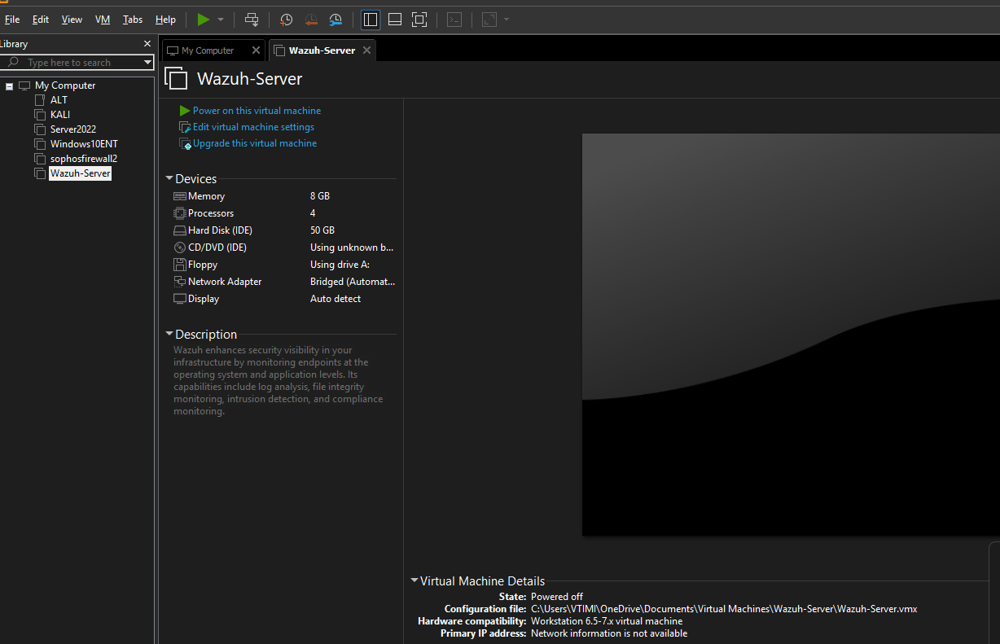 File Edit View VM Tabs Help
Library
Type here to search
My Computer
ALT
KALI
Server2022
Windows10ENT
sophosfirewall2
Wazuh-Server
My Computer Wazuh-Server
Wazuh-Server
Power on this virtual machine
Edit virtual machine settings
Upgrade this virtual machine
Devices
Memory 8 GB
Processors 4
Hard Disk (IDE) 50 GB
CD/DVD (IDE) Using unknown b...
Floppy Using drive A:
Network Adapter Bridged (Automat...
Display Auto detect
Description
Wazuh enhances security visibility in your
infrastructure by monitoring endpoints at the
operating system and application levels. Its
capabilities include log analysis, file integrity
monitoring, intrusion detection, and compliance
monitoring.
Virtual Machine Details
State: Powered off
Configuration file: C:\Users\VTIMI\OneDrive\Documents\Virtual Machines\Wazuh-Server\Wazuh-Server.vmx
Hardware compatibility: Workstation 6.5-7.x virtual machine
Primary IP address: Network information is not available